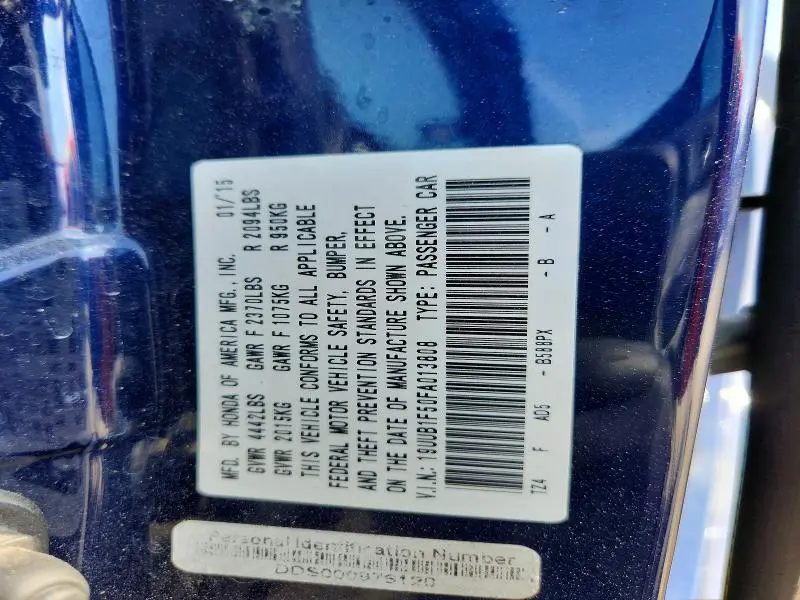 MFD. BY HONDA OF AMERICA MFG., INC. 01/15
GVWR 4442LBS GAWR F 2370LBS R 2094LBS
GVWR 2015KG GAWR F 1075KG R 950KG
THIS VEHICLE CONFORMS TO ALL APPLICABLE
FEDERAL MOTOR VEHICLE SAFETY, BUMPER,
AND THEFT PREVENTION STANDARDS IN EFFECT
ON THE DATE OF MANUFACTURE SHOWN ABOVE.
V.I.N.: 19UUB1F50FA013808 TYPE: PASSENGER CAR
TZ4 F AD5 - B588PX - B - A
Personal Identification Number